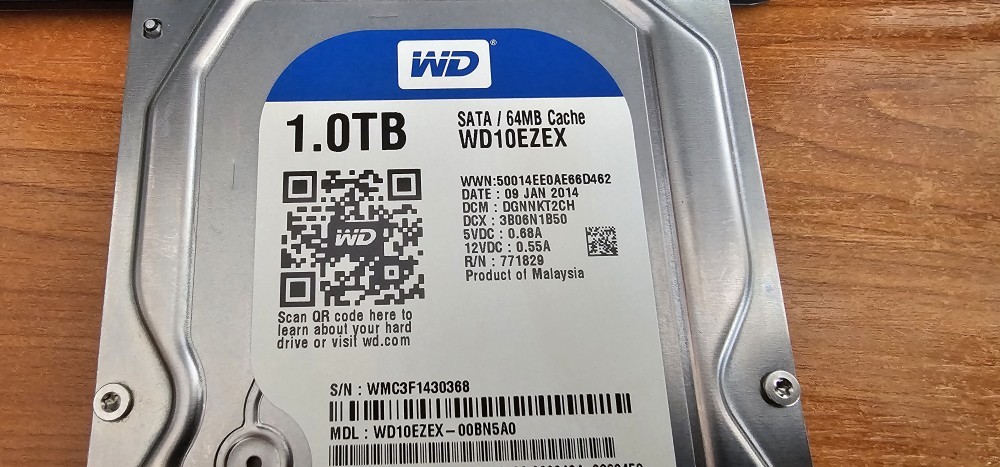 WD®
1.0TB
SATA / 64MB Cache
WD10EZEX
WWN:50014EE0AE66D462
DATE : 09 JAN 2014
DCM : DGNNKT2CH
DCX : 3B06N1B50
5VDC : 0.68A
12VDC : 0.55A
R/N : 771829
Product of Malaysia
WD
Scan QR code here to
learn about your hard
drive or visit wd.com
S/N : WMC3F1430368
MDL : WD10EZEX-00BN5A0